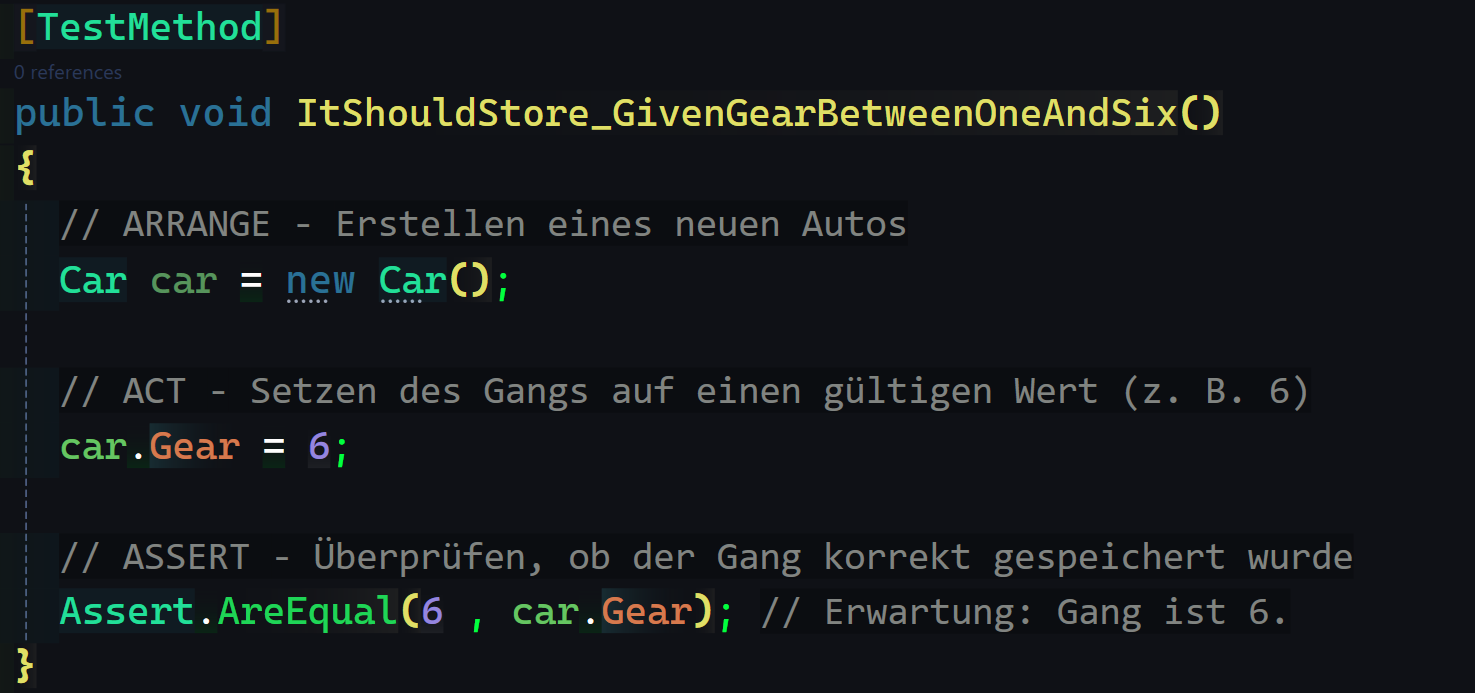 [TestMethod]
0 references
public void ItShouldStore_GivenGearBetweenOneAndSix()
{
// ARRANGE - Erstellen eines neuen Autos
Car car = new Car();
// ACT - Setzen des Gangs auf einen gültigen Wert (z. B. 6)
car.Gear = 6;
// ASSERT - Überprüfen, ob der Gang korrekt gespeichert wurde
Assert.AreEqual(6 , car.Gear); // Erwartung: Gang ist 6.
}